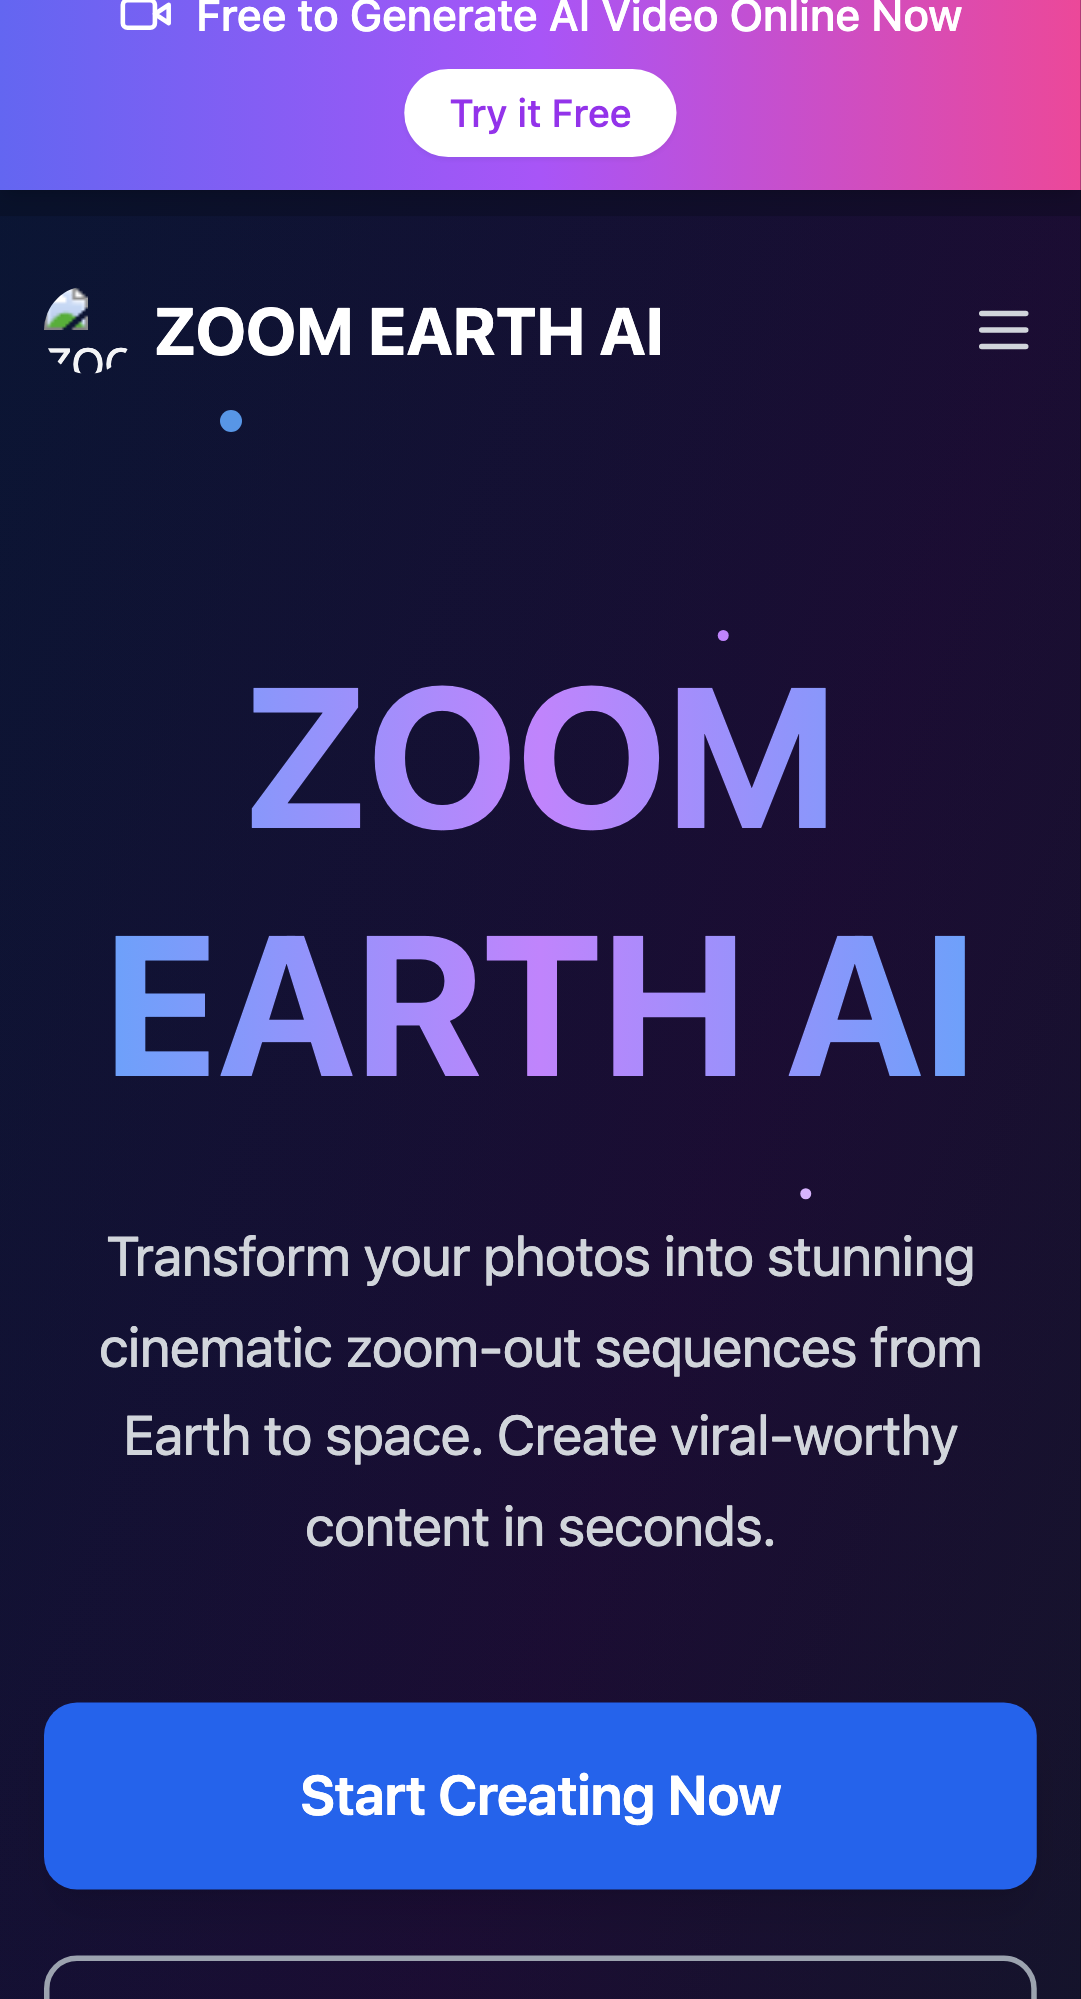 Free to Generate AI Video Online Now
Try it Free
ZOOM EARTH AI
ZOOM
EARTH AI
Transform your photos into stunning
cinematic zoom-out sequences from
Earth to space. Create viral-worthy
content in seconds.
Start Creating Now